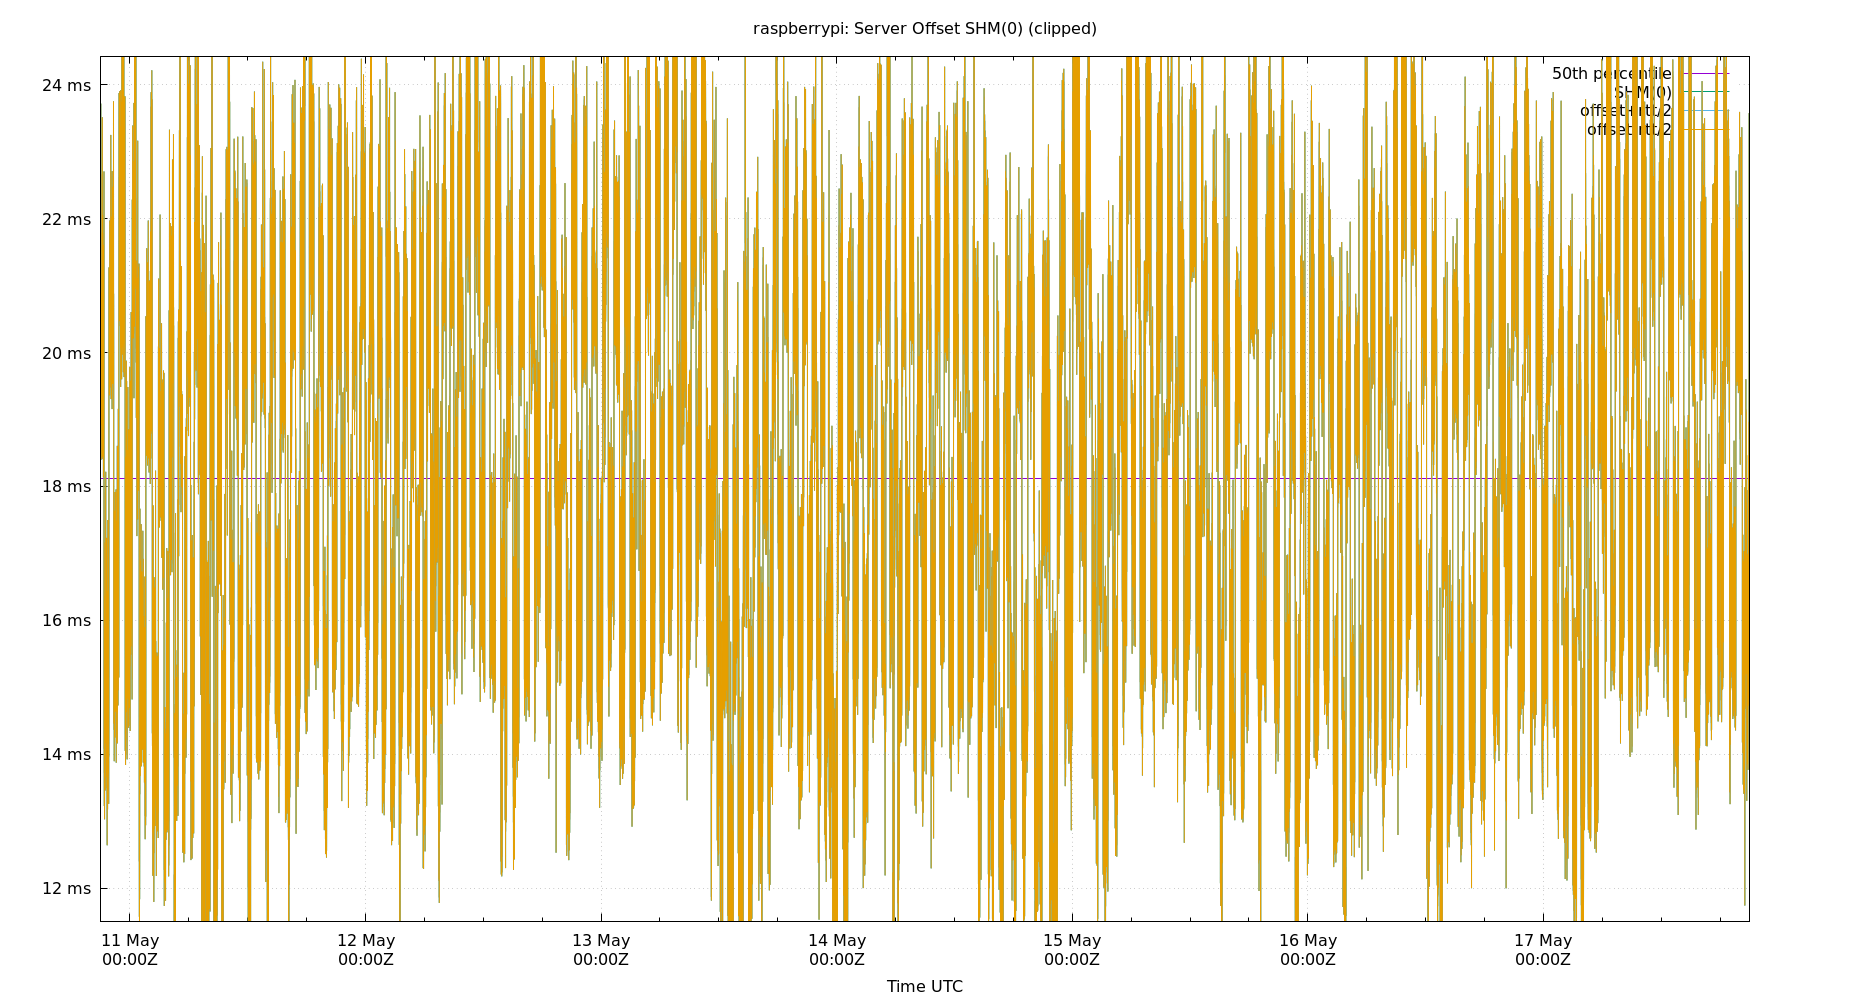 raspberrypi: Server Offset SHM(0) (clipped)
50th percentile
SHM(0)
offset+rtt/2
offset-rtt/2
24 ms
22 ms
20 ms
18 ms
16 ms
14 ms
12 ms
11 May 12 May 13 May 14 May 15 May 16 May 17 May
00:00Z 00:00Z 00:00Z 00:00Z 00:00Z 00:00Z 00:00Z
Time UTC